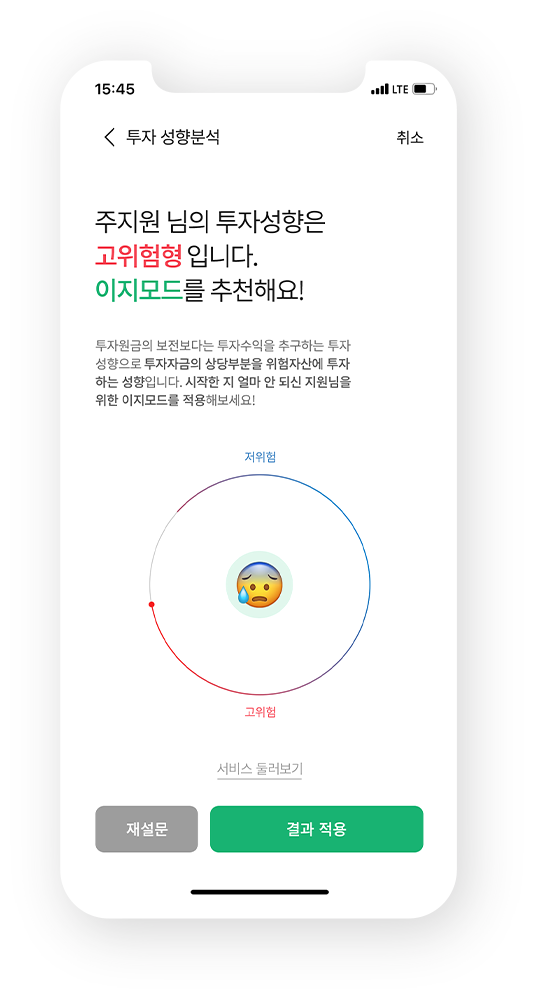 15:45 LTE
투자 성향분석 취소
주지원 님의 투자성향은
고위험형 입니다.
이지모드를 추천해요!
투자원금의 보전보다는 투자수익을 추구하는 투자
성향으로 투자자금의 상당부분을 위험자산에 투자
하는 성향입니다. 시작한 지 얼마 안 되신 지원님을
위한 이지모드를 적용해보세요!
저위험
고위험
서비스 둘러보기
재설문 결과 적용